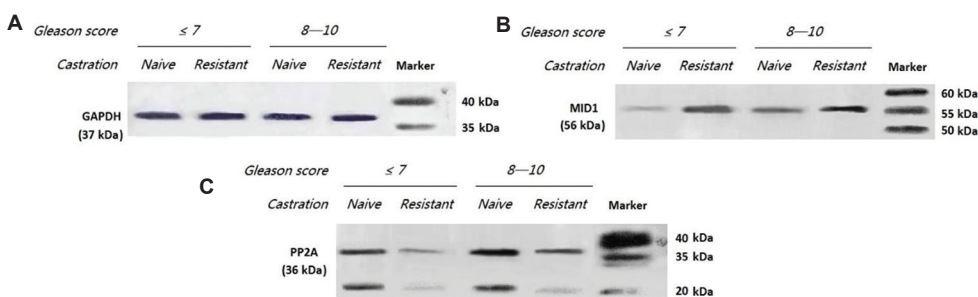 A
Gleason score ≤ 7 8—10
Castration Naive Resistant Naive Resistant Marker
GAPDH
(37 kDa)
40 kDa
35 kDa
B
Gleason score ≤ 7 8—10
Castration Naive Resistant Naive Resistant Marker
MID1
(56 kDa)
60 kDa
55 kDa
50 kDa
C
Gleason score ≤ 7 8—10
Castration Naive Resistant Naive Resistant Marker
PP2A
(36 kDa)
40 kDa
35 kDa
20 kDa